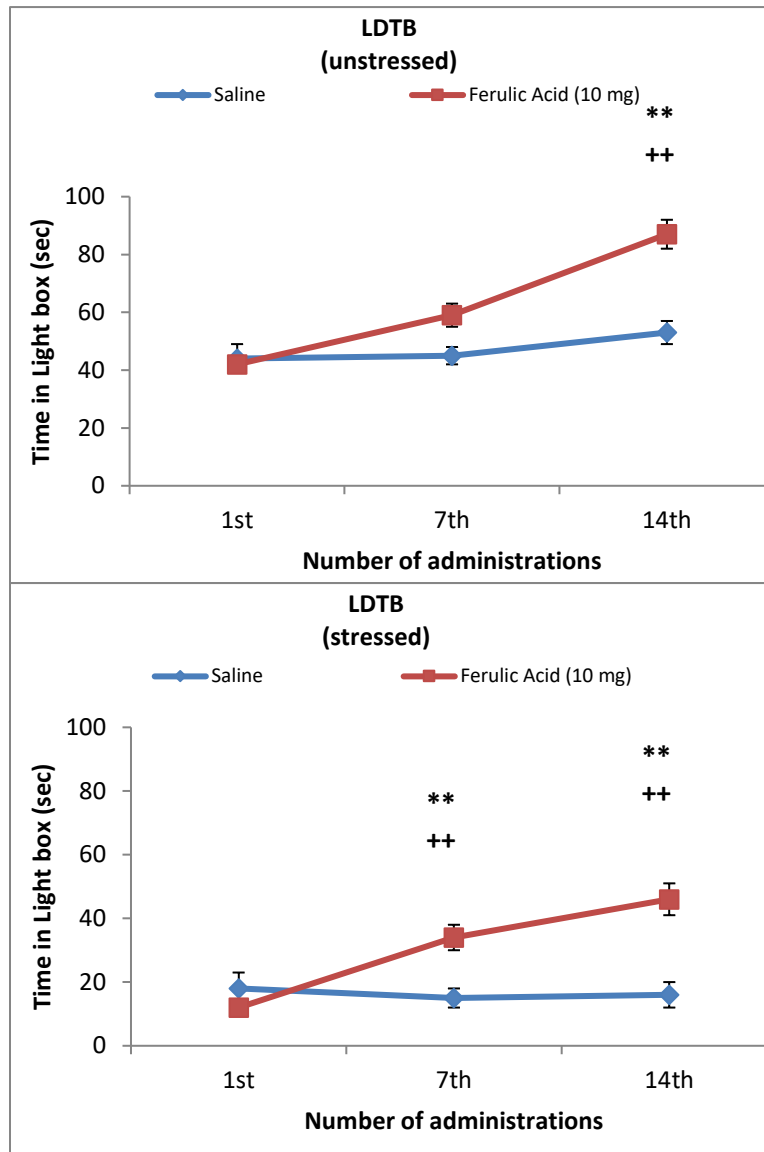 LDTB
(unstressed)
Saline Ferulic Acid (10 mg)
**
++
100
80
60
40
20
0
Time in Light box (sec)
1st 7th 14th
Number of administrations
LDTB
(stressed)
Saline Ferulic Acid (10 mg)
100
80
60
40
20
0
Time in Light box (sec)
**
++
**
++
1st 7th 14th
Number of administrations